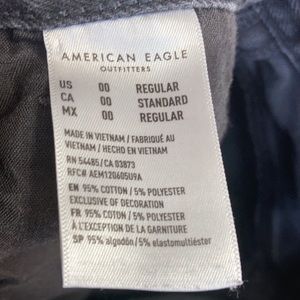 AMERICAN EAGLE
OUTFITTERS
US 00 REGULAR
CA 00 STANDARD
MX 00 REGULAR
MADE IN VIETNAM / FABRIQUÉ AU
VIETNAM / HECHO EN VIETNAM
RN 54485/CA 03873
RFC# AEM120605U9A
EN 95% COTTON / 5% POLYESTER
EXCLUSIVE OF DECORATION
FR 95% COTTON / 5% POLYESTER
À L'EXCEPTION DE LA GARNITURE
SP 95% algodón/ 5% elastomultiéster